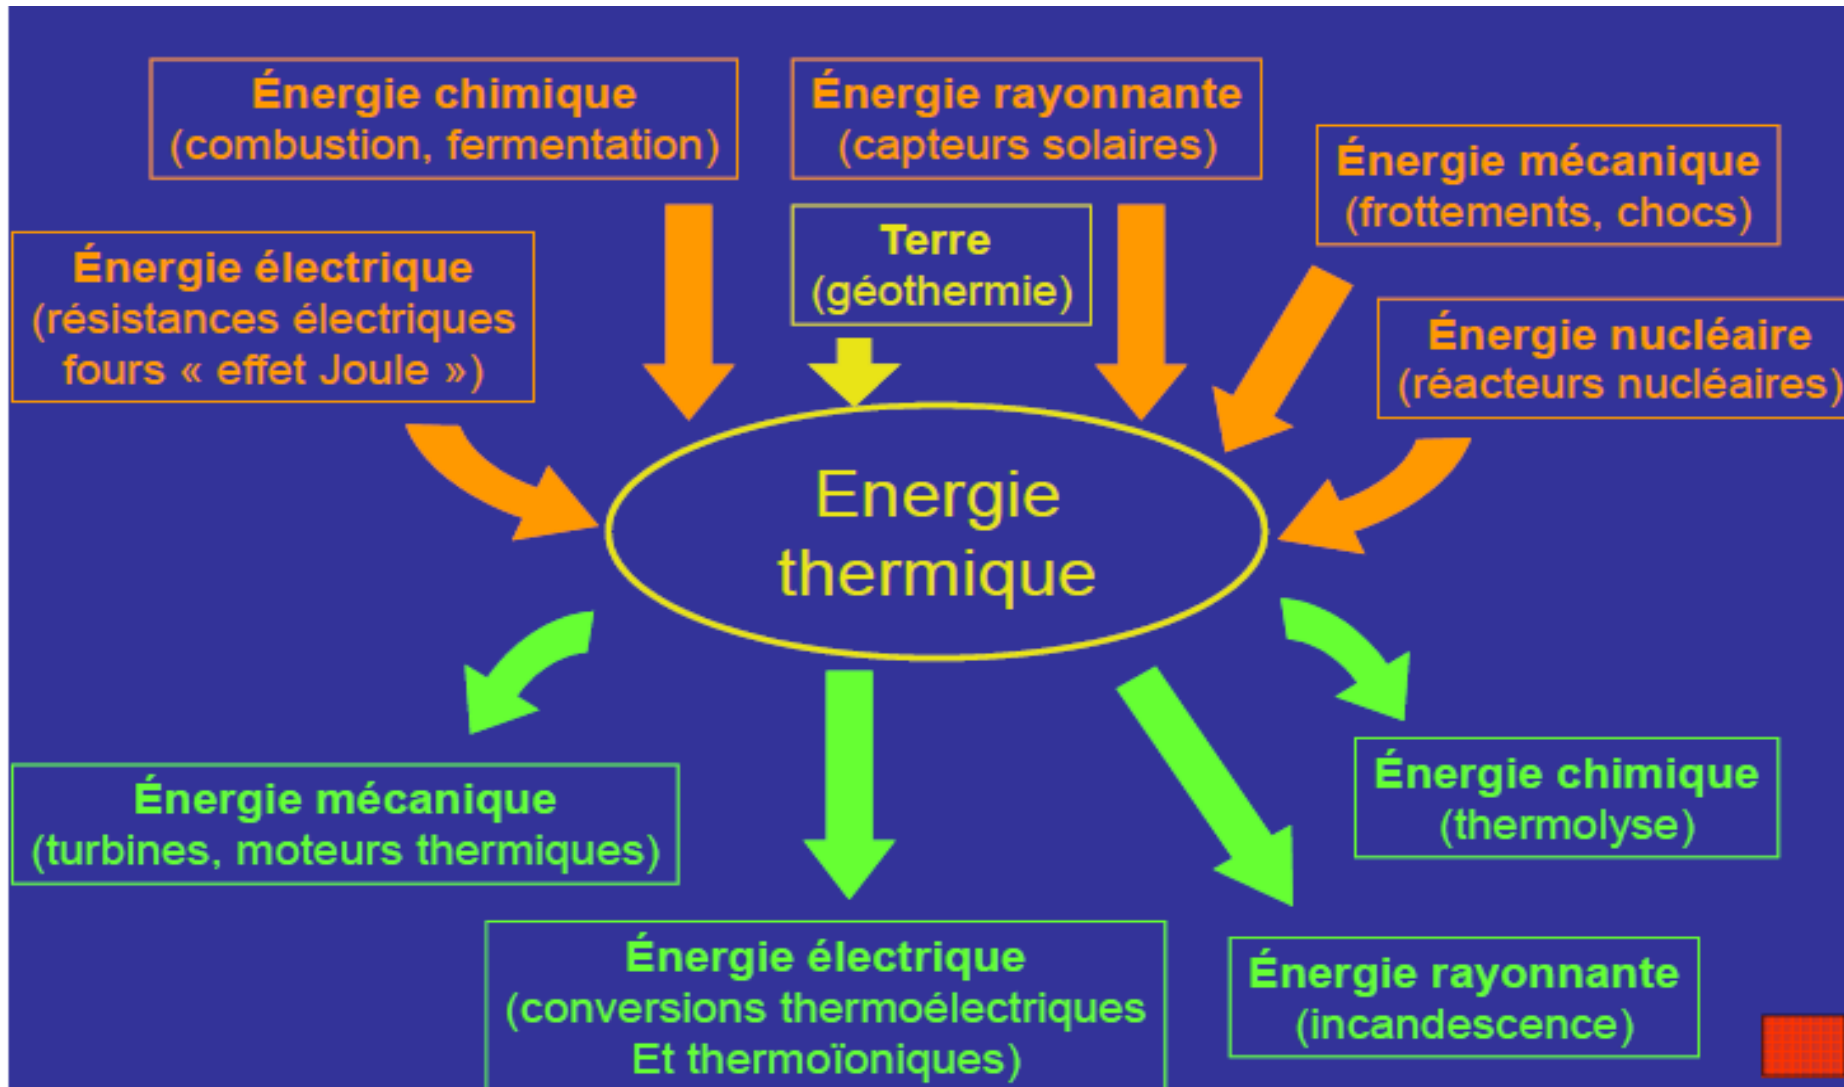 Énergie chimique
(combustion, fermentation)
Énergie rayonnante
(capteurs solaires)
Énergie mécanique
(frottements, chocs)
Énergie électrique
(résistances électriques
fours « effet Joule »)
Terre
(géothermie)
Énergie nucléaire
(réacteurs nucléaires)
Energie
thermique
Énergie mécanique
(turbines, moteurs thermiques)
Énergie chimique
(thermolyse)
Énergie électrique
(conversions thermoélectriques
Et thermoïoniques)
Énergie rayonnante
(incandescence)